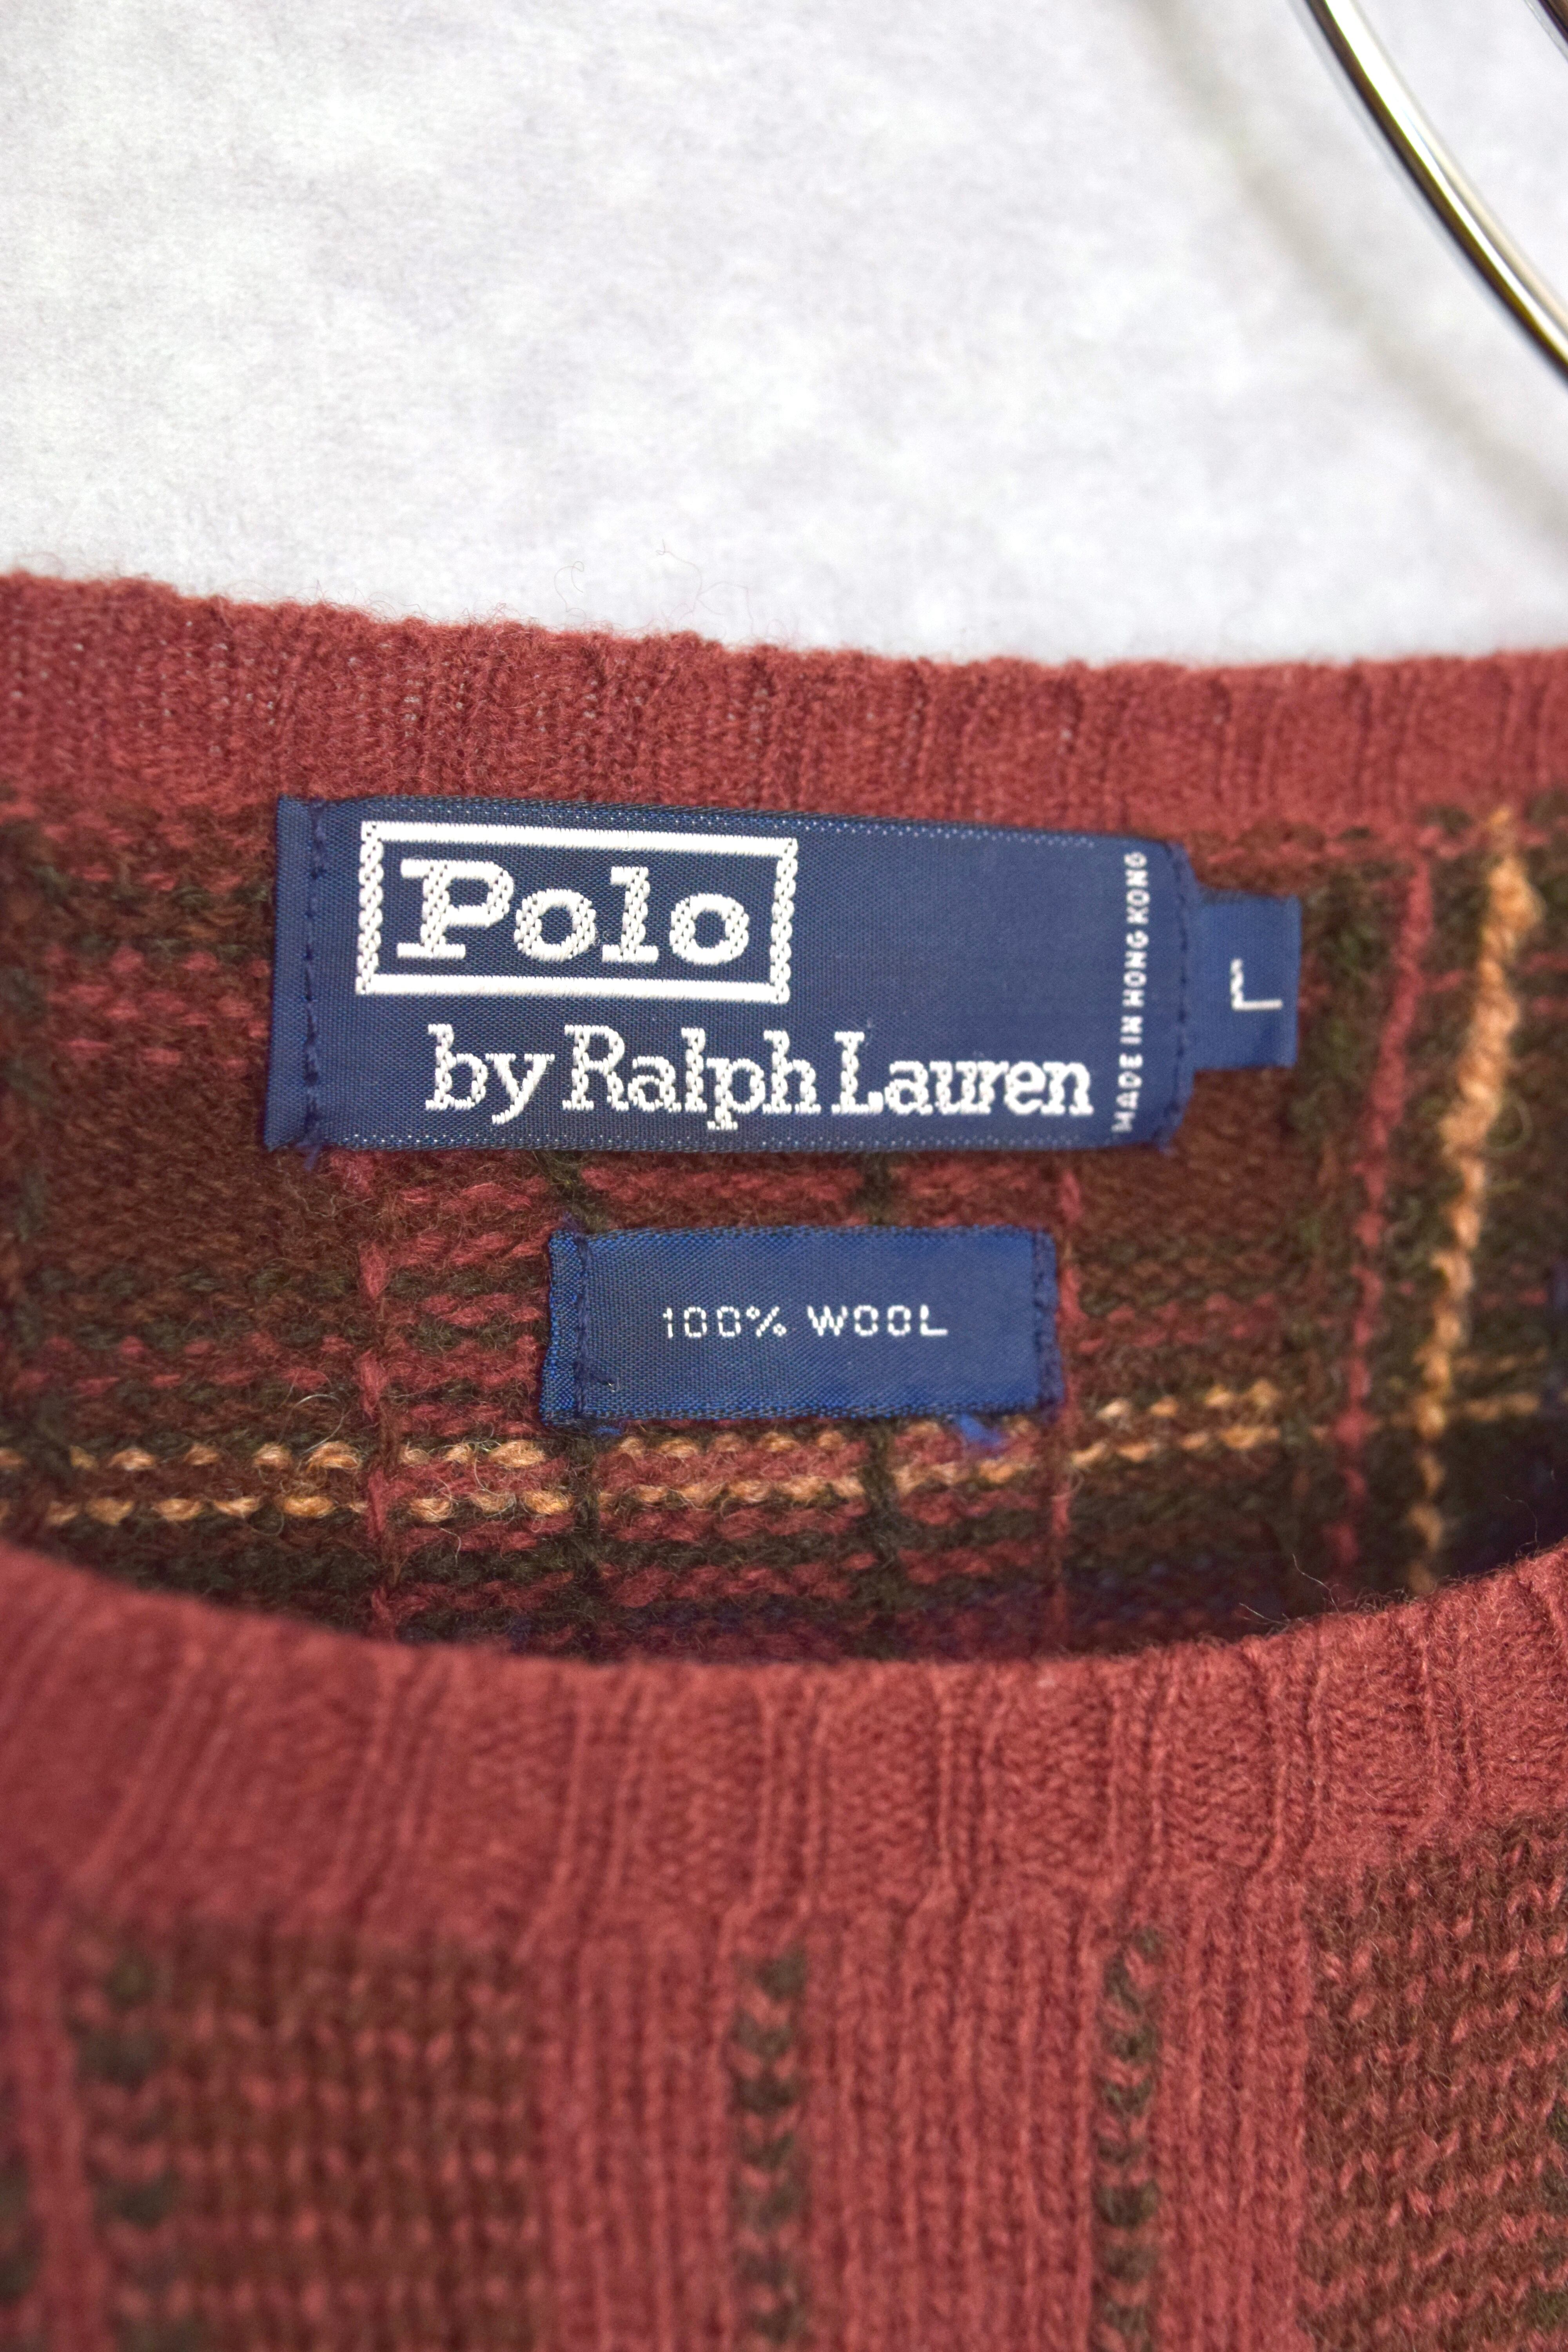 Polo
by Ralph Lauren
MADE IN HONG KONG
L
100% WOOL